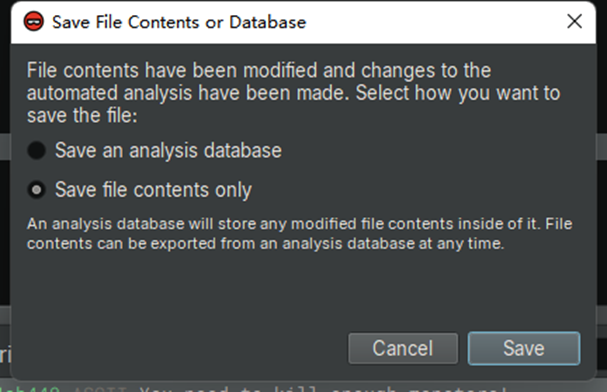 Save File Contents or Database
File contents have been modified and changes to the
automated analysis have been made. Select how you want to
save the file:
Save an analysis database
Save file contents only
An analysis database will store any modified file contents inside of it. File
contents can be exported from an analysis database at any time.
Cancel
Save
ri
ASCII You need to kill enough monsters!